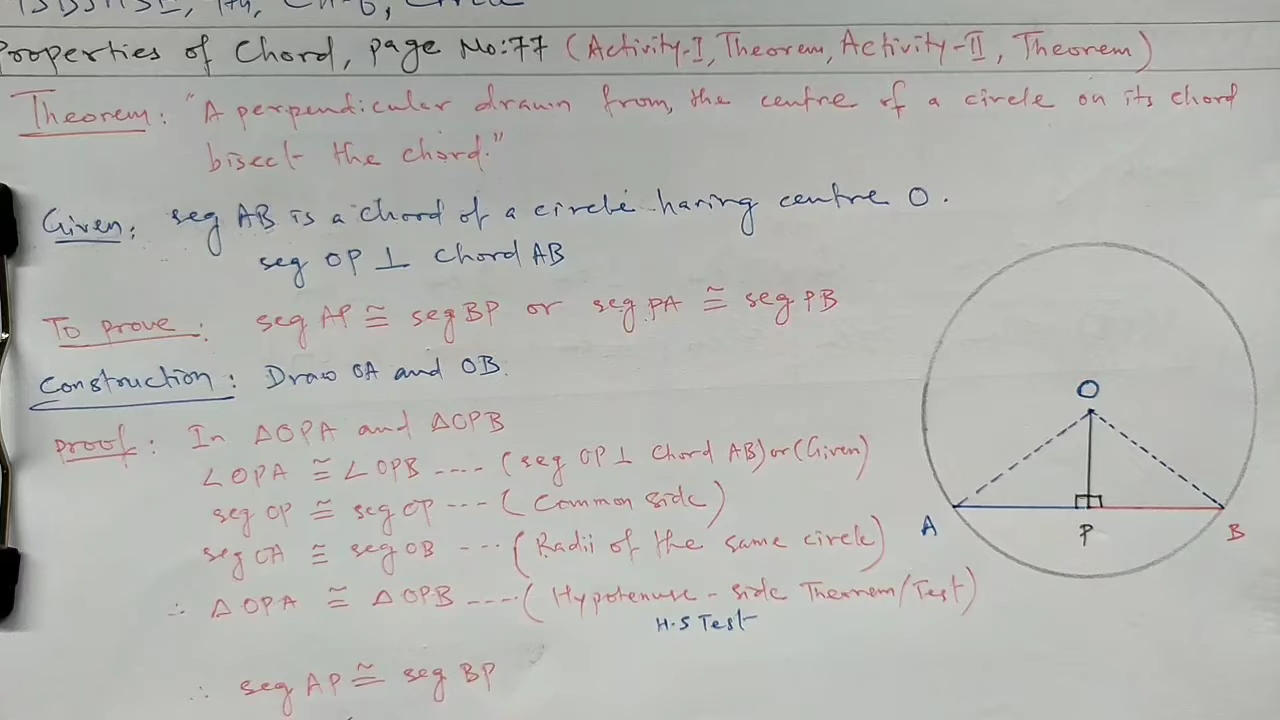 Properties of Chord, page No:77 (Activity-I, Theorem, Activity-II, Theorem)
Theorem: "A perpendicular drawn from, the centre of a circle on its chord
bisect the chord."
Given: seg AB is a chord of a circle having centre O.
seg OP ⊥ chord AB
To prove: seg AP ≅ seg BP or seg PA ≅ seg PB
Construction: Draw OA and OB.
Proof: In ΔOPA and ΔOPB
∠OPA ≅ ∠OPB ---- (seg OP ⊥ Chord AB) or (Given)
seg OP ≅ seg OP --- (Common side)
seg OA ≅ seg OB --- (Radii of the same circle)
∴ ΔOPA ≅ ΔOPB ---- (Hypotenuse - side Theorem/Test)
H.S Test
∴ seg AP ≅ seg BP
O
A
P
B